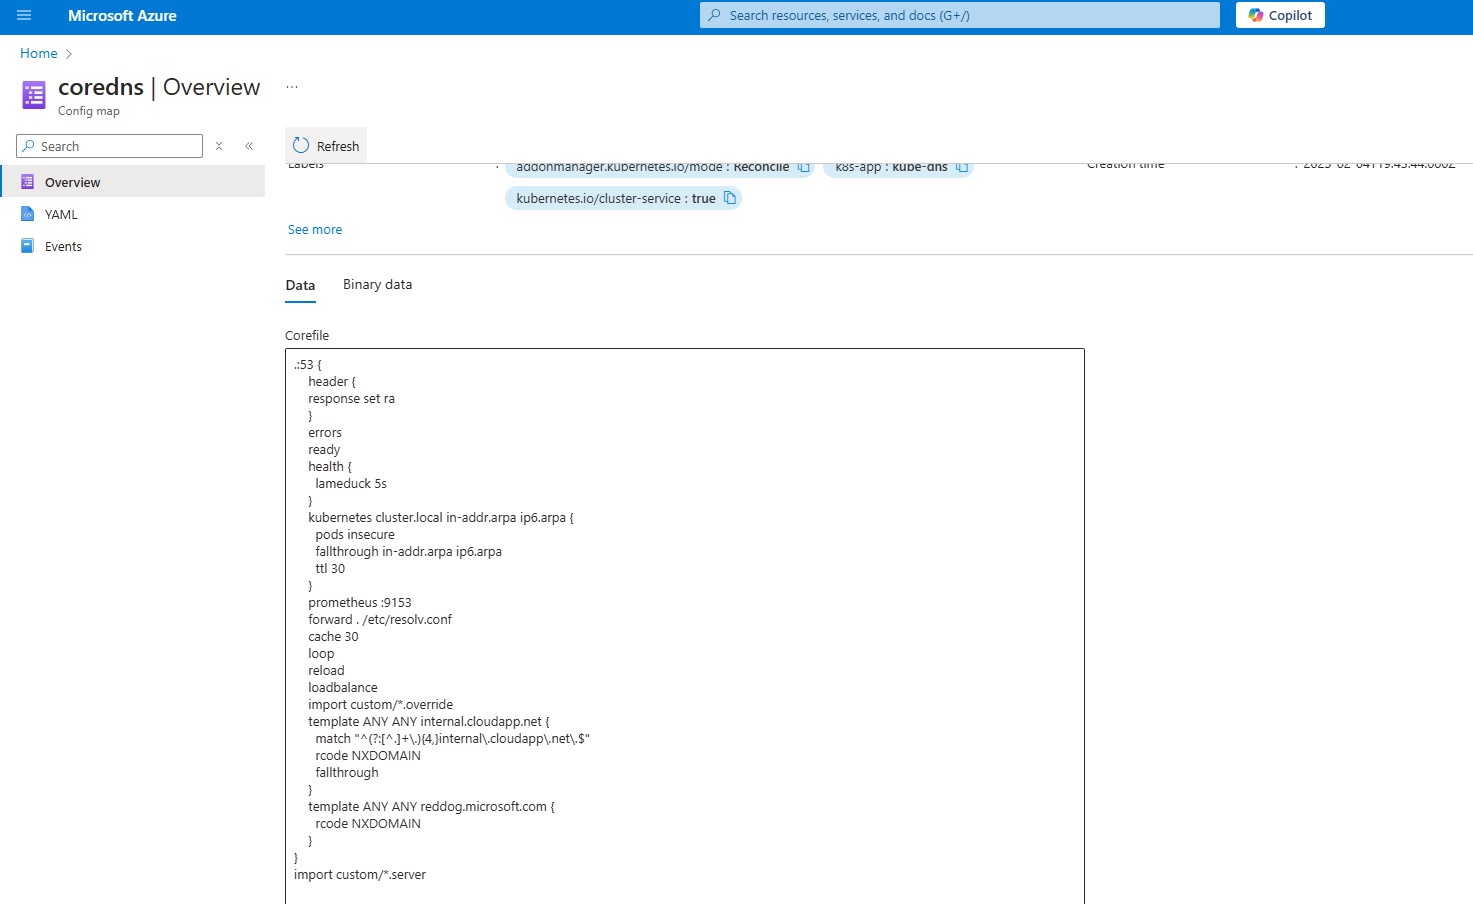 Microsoft Azure
Search resources, services, and docs (G+/)
Copilot
Home
coredns | Overview ...
Config map
Search
Refresh
Overview
YAML
Events
Labels : addonmanager.kubernetes.io/mode : Reconcile k8s-app : kube-dns Creation time :
kubernetes.io/cluster-service : true
See more
Data Binary data
Corefile
.:53 {
    header {
    response set ra
    }
    errors
    ready
    health {
      lameduck 5s
    }
    kubernetes cluster.local in-addr.arpa ip6.arpa {
      pods insecure
      fallthrough in-addr.arpa ip6.arpa
      ttl 30
    }
    prometheus :9153
    forward . /etc/resolv.conf
    cache 30
    loop
    reload
    loadbalance
    import custom/*.override
    template ANY ANY internal.cloudapp.net {
      match "^(?:[^.]+\.){4,}internal\.cloudapp\.net\.$"
      rcode NXDOMAIN
      fallthrough
    }
    template ANY ANY reddog.microsoft.com {
      rcode NXDOMAIN
    }
}
import custom/*.server